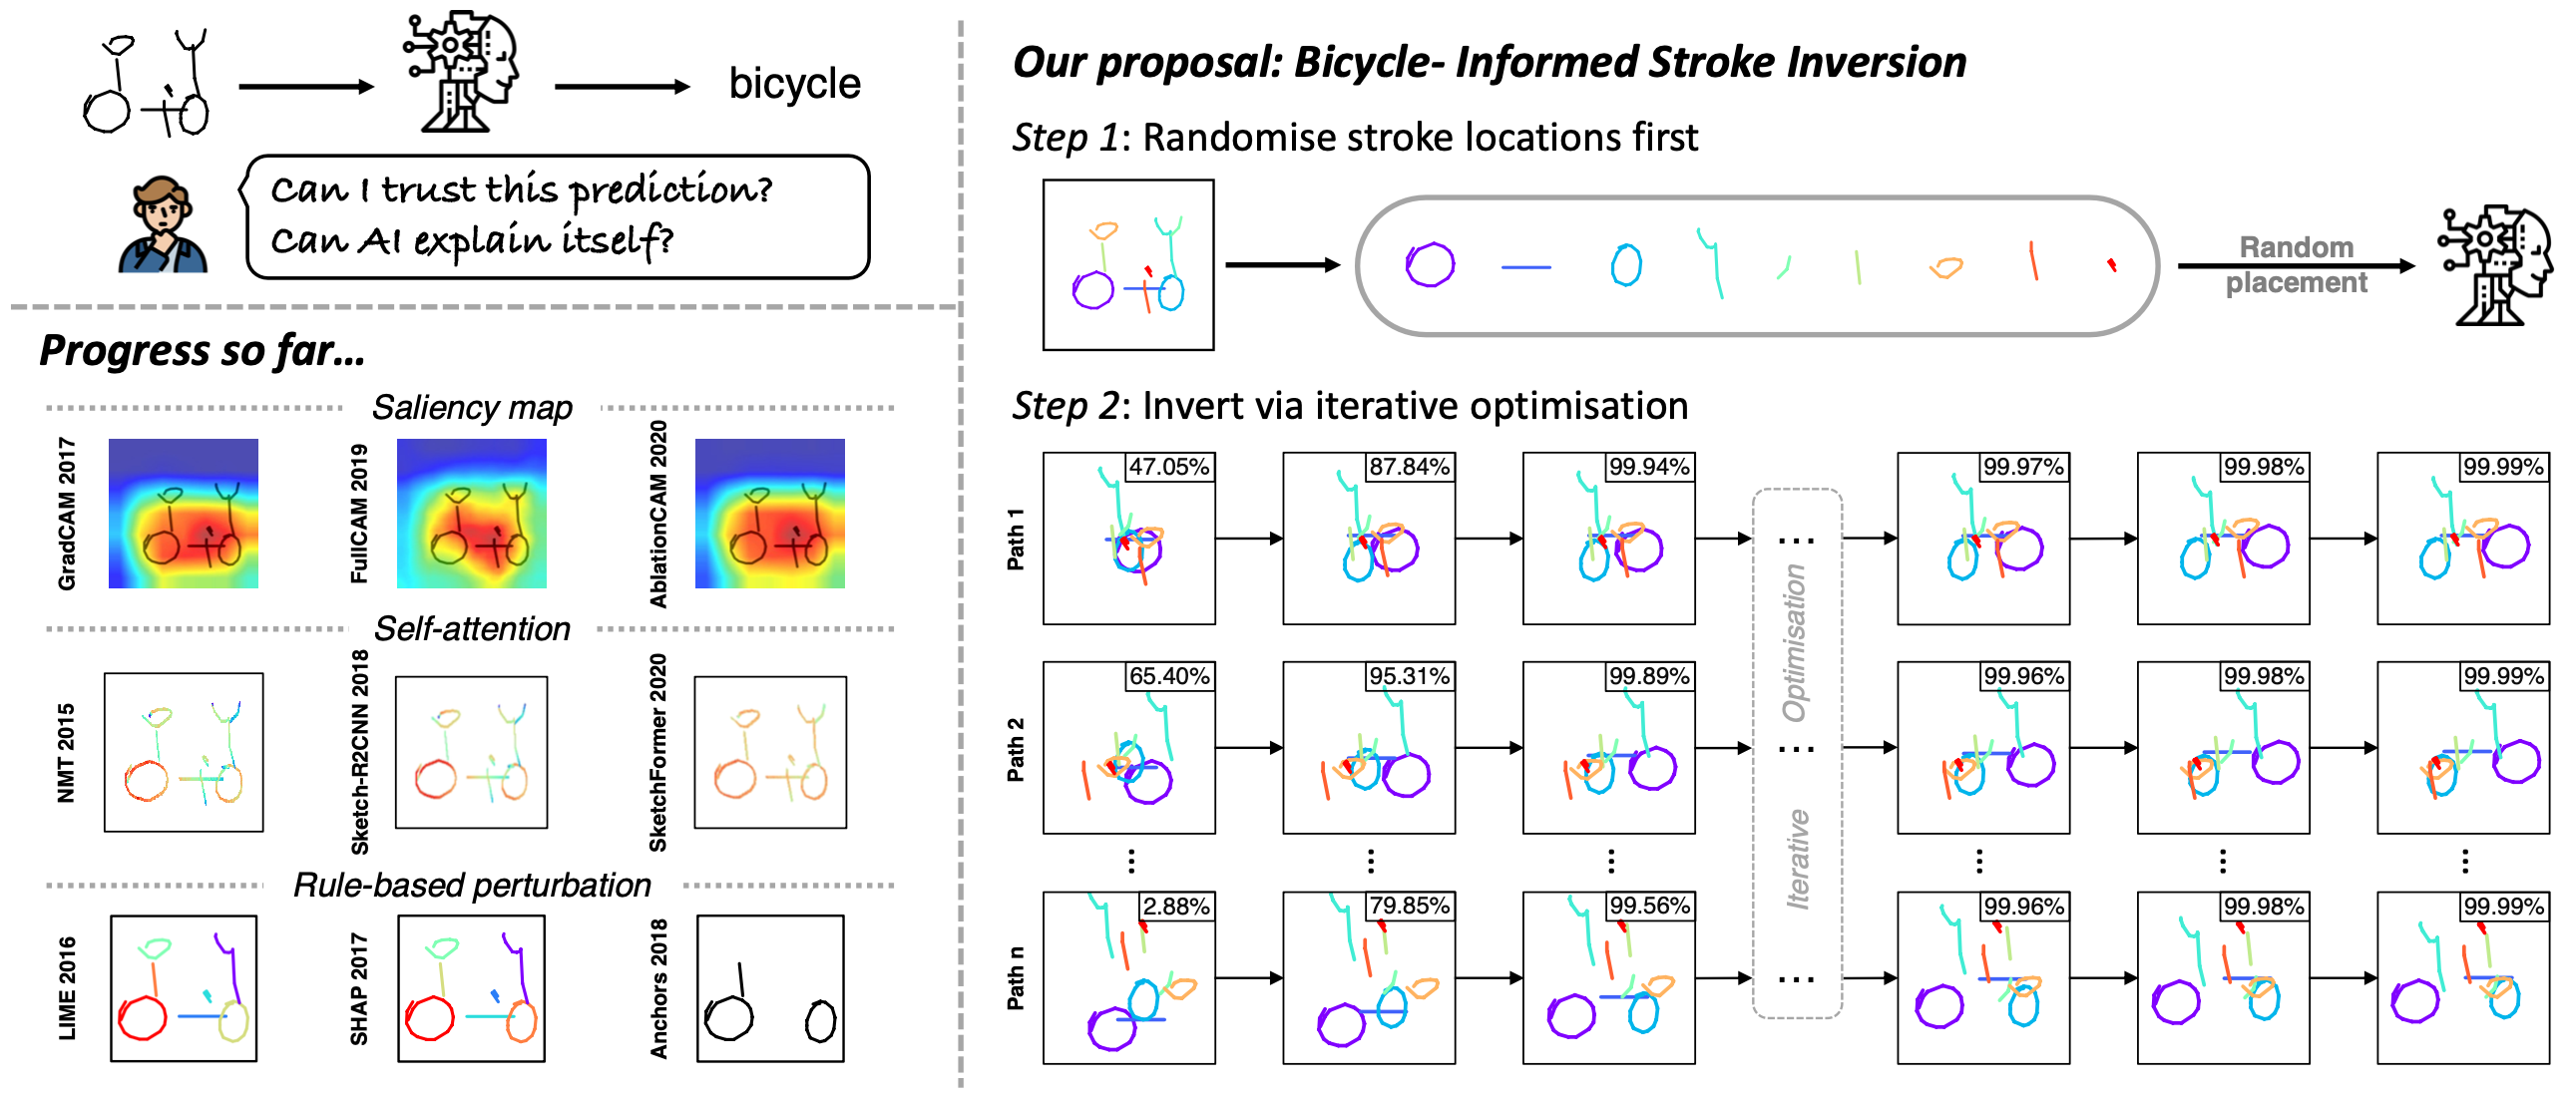 bicycle
Can I trust this prediction?
Can AI explain itself?
Progress so far...
Saliency map
GradCAM 2017
FullCAM 2019
AblationCAM 2020
Self-attention
NMT 2015
Sketch-R2CNN 2018
SketchFormer 2020
Rule-based perturbation
LIME 2016
SHAP 2017
Anchors 2018
Our proposal: Bicycle- Informed Stroke Inversion
Step 1: Randomise stroke locations first
Random
placement
Step 2: Invert via iterative optimisation
Path 1
47.05%
87.84%
99.94%
...
99.97%
99.98%
99.99%
Iterative Optimisation
Path 2
65.40%
95.31%
99.89%
...
99.96%
99.98%
99.99%
... ... ... ... ... ...
Path n
2.88%
79.85%
99.56%
...
99.96%
99.98%
99.99%